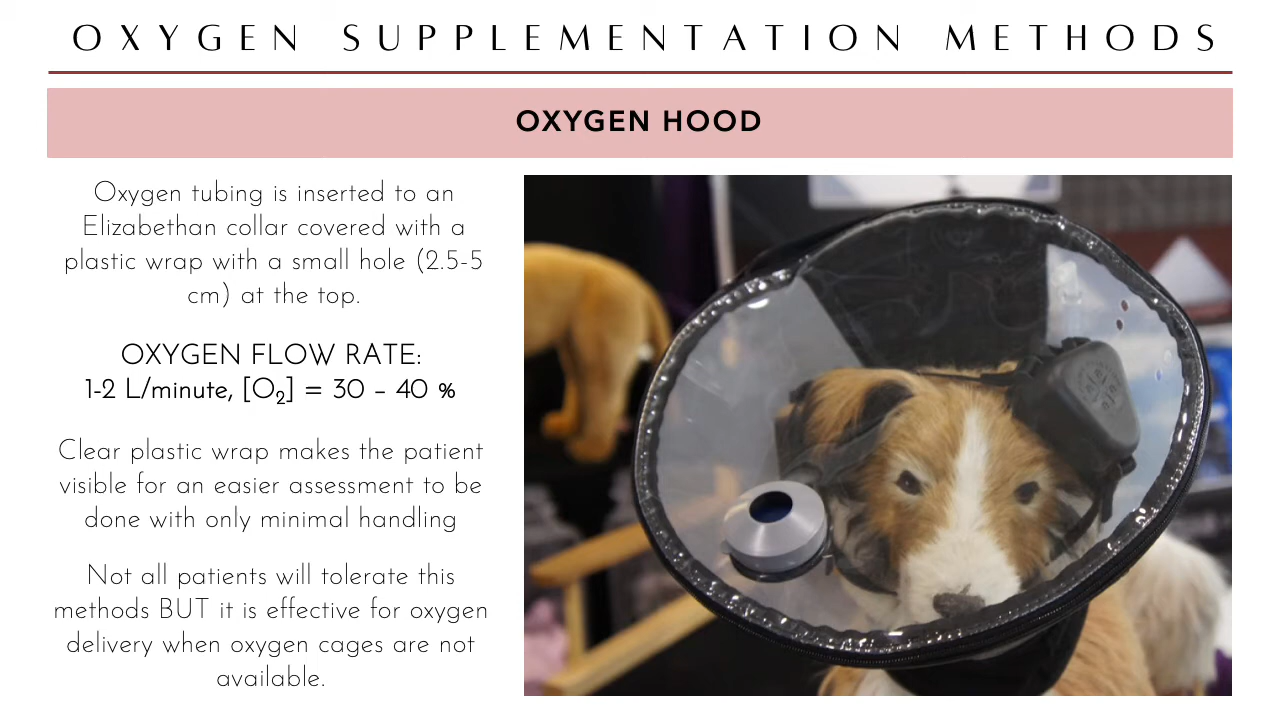 OXYGEN SUPPLEMENTATION METHODS
OXYGEN HOOD
Oxygen tubing is inserted to an
Elizabethan collar covered with a
plastic wrap with a small hole (2.5-5
cm) at the top.
OXYGEN FLOW RATE:
1-2 L/minute, [O₂] = 30 – 40 %
Clear plastic wrap makes the patient
visible for an easier assessment to be
done with only minimal handling
Not all patients will tolerate this
methods BUT it is effective for oxygen
delivery when oxygen cages are not
available.